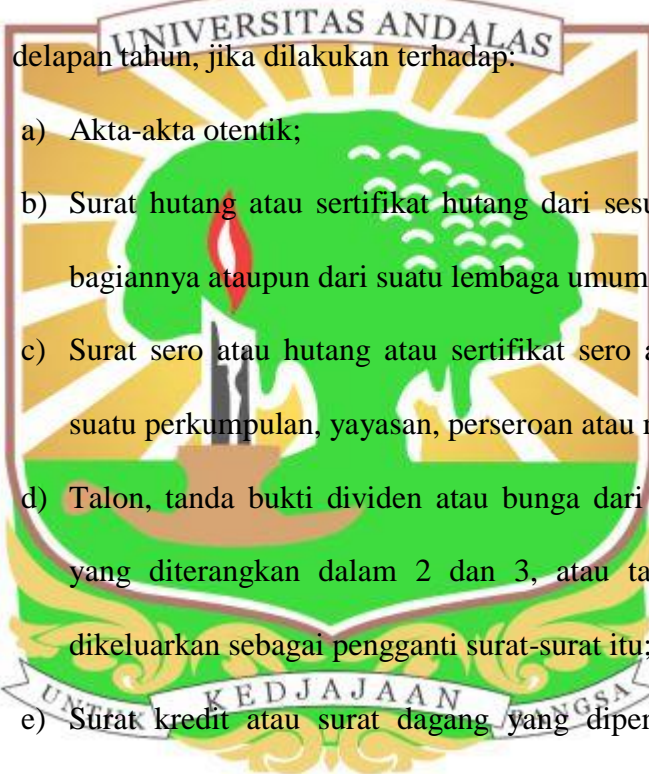 UNIVERSITAS ANDALAS
delapan tahun, jika dilakukan terhadap:
a) Akta-akta otentik;
b) Surat hutang atau sertifikat hutang dari
bagiannya ataupun dari suatu lembaga umum
c) Surat sero atau hutang atau sertifikat sero
suatu perkumpulan, yayasan, perseroan atau
d) Talon, tanda bukti dividen atau bunga dari
yang diterangkan dalam 2 dan 3, atau
dikeluarkan sebagai pengganti surat-surat itu;
UNTUK KEDJAJAAN BANGSA
e) Surat kredit atau surat dagang yang